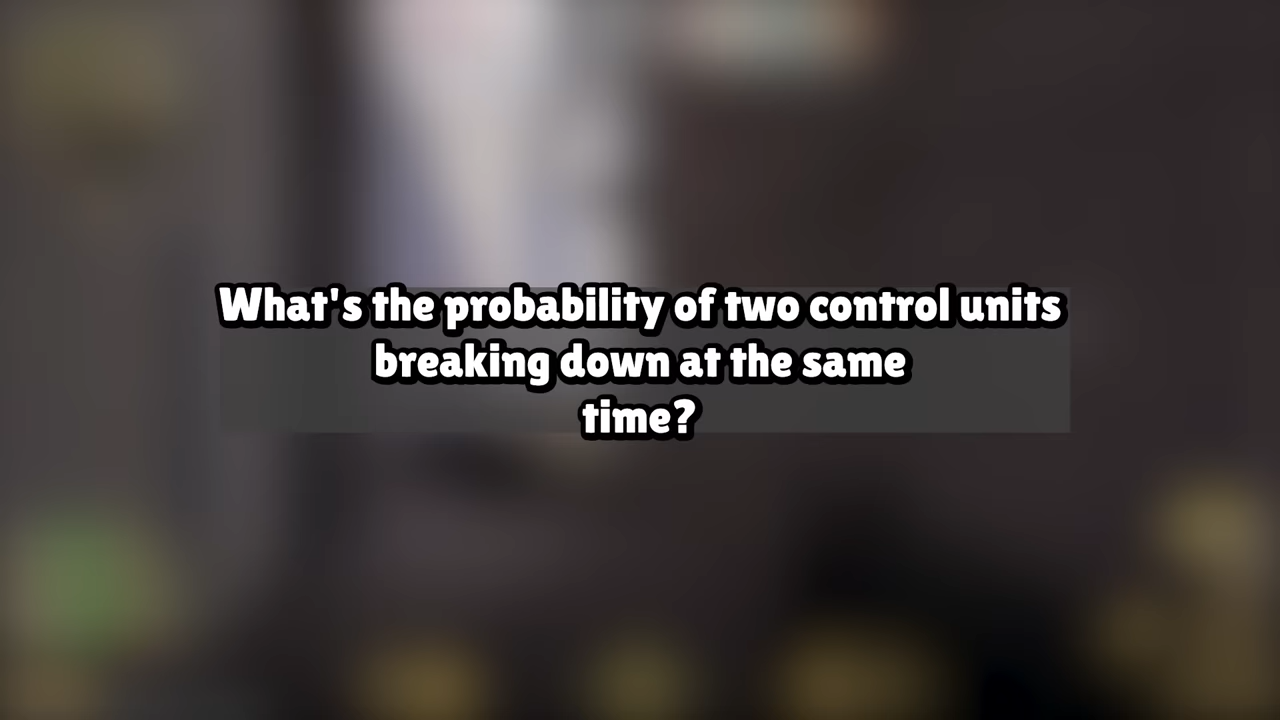 What's the probability of two control units
breaking down at the same
time?